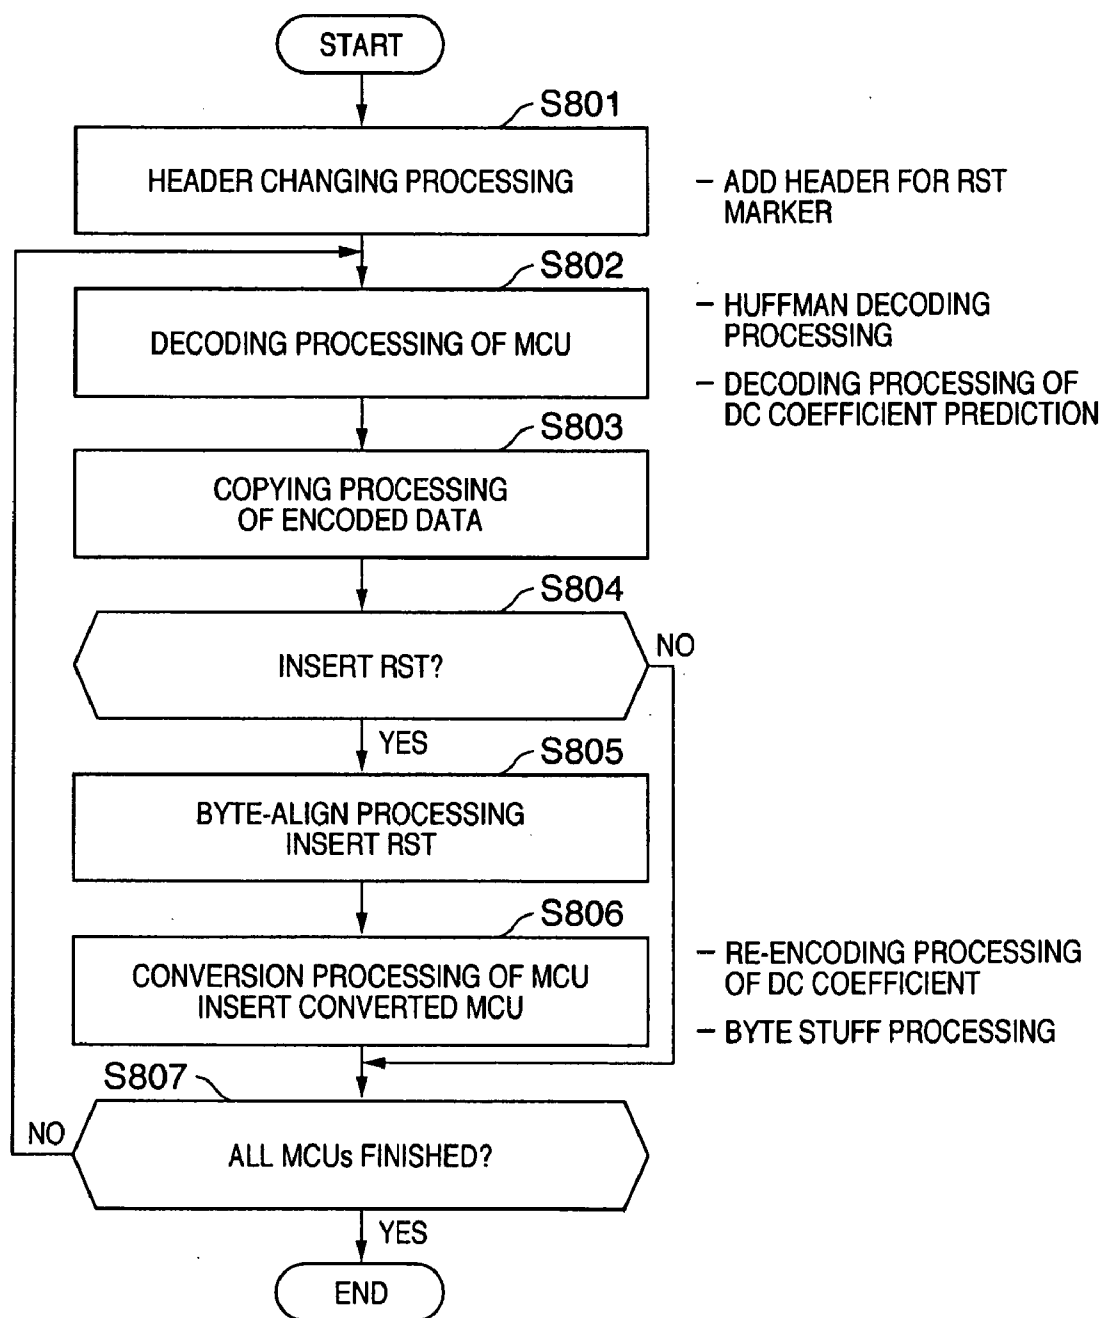 START
S801
HEADER CHANGING PROCESSING
– ADD HEADER FOR RST
MARKER
S802
DECODING PROCESSING OF MCU
– HUFFMAN DECODING
PROCESSING
– DECODING PROCESSING OF
DC COEFFICIENT PREDICTION
S803
COPYING PROCESSING
OF ENCODED DATA
S804
INSERT RST?
NO
YES
S805
BYTE-ALIGN PROCESSING
INSERT RST
S806
CONVERSION PROCESSING OF MCU
INSERT CONVERTED MCU
– RE-ENCODING PROCESSING
OF DC COEFFICIENT
– BYTE STUFF PROCESSING
S807
NO
ALL MCUs FINISHED?
YES
END